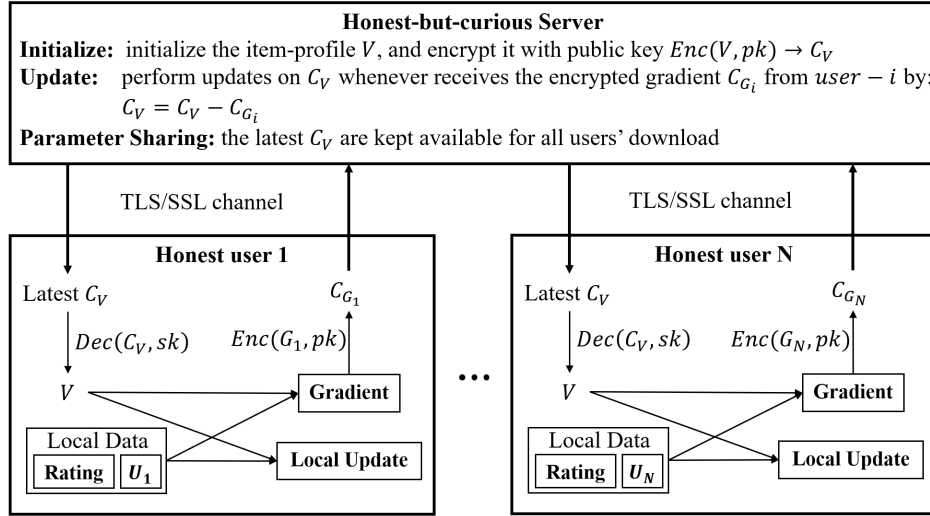 Honest-but-curious Server
Initialize: initialize the item-profile V, and encrypt it with public key Enc(V, pk) → C_V
Update: perform updates on C_V whenever receives the encrypted gradient C_{G_i} from user − i by:
C_V = C_V − C_{G_i}
Parameter Sharing: the latest C_V are kept available for all users' download
TLS/SSL channel
TLS/SSL channel
Honest user 1
Latest C_V
C_{G_1}
Dec(C_V, sk)
Enc(G_1, pk)
V
Gradient
Local Data
Rating
U_1
Local Update
...
Honest user N
Latest C_V
C_{G_N}
Dec(C_V, sk)
Enc(G_N, pk)
V
Gradient
Local Data
Rating
U_N
Local Update